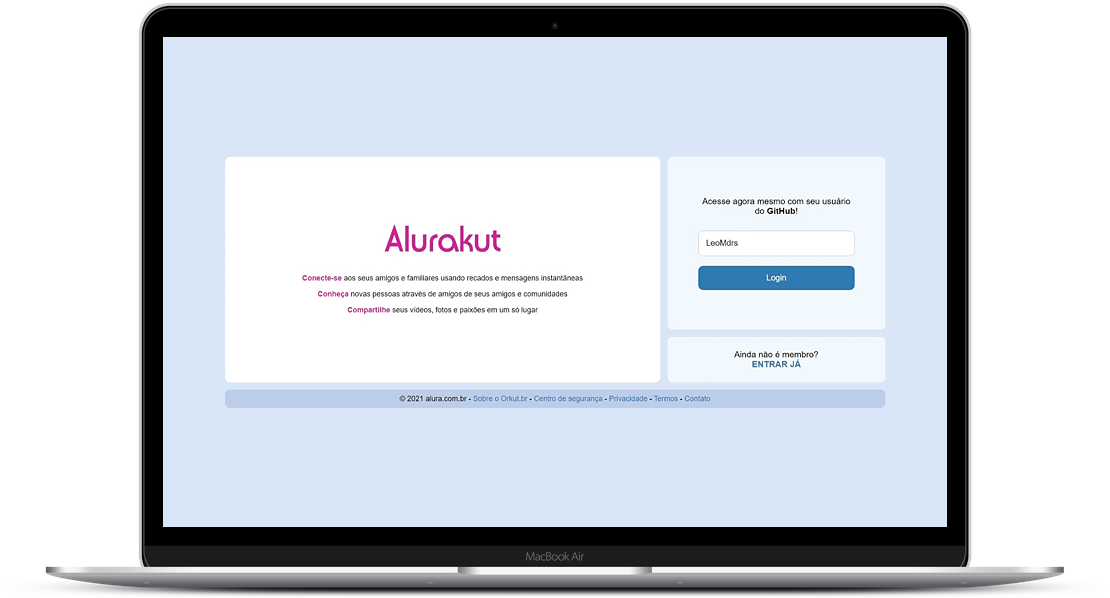 Alurakut
Conecte-se aos seus amigos e familiares usando recados e mensagens instantâneas
Conheça novas pessoas através de amigos de seus amigos e comunidades
Compartilhe seus vídeos, fotos e paixões em um só lugar
Acesse agora mesmo com seu usuário
do GitHub!
LeoMdrs
Login
Ainda não é membro?
ENTRAR JÁ
© 2021 alura.com.br - Sobre o Orkut.br - Centro de segurança - Privacidade - Termos - Contato
MacBook Air